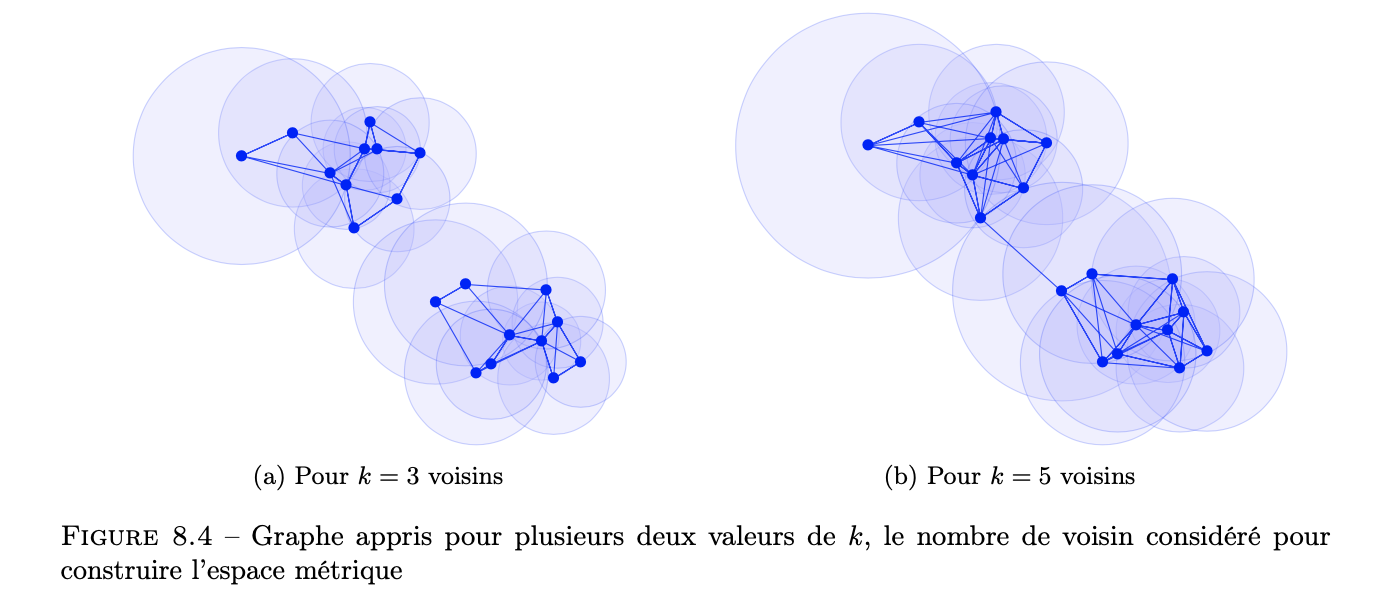 (a) Pour k = 3 voisins
(b) Pour k = 5 voisins
FIGURE 8.4 – Graphe appris pour plusieurs deux valeurs de k, le nombre de voisin considéré pour
construire l'espace métrique